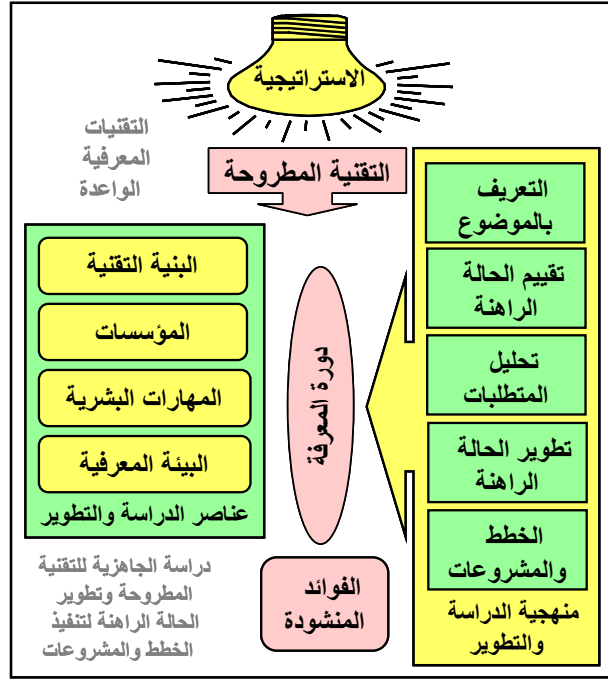 الاستراتيجية
التقنيات
المعرفية
الواعدة
التقنية المطروحة
التعريف
بالموضوع
تقييم الحالة
الراهنة
تحليل
المتطلبات
تطوير الحالة
الراهنة
الخطط
والمشروعات
منهجية الدراسة
والتطوير
دورة المعرفة
الفوائد
المنشودة
البنية التقنية
المؤسسات
المهارات البشرية
البيئة المعرفية
عناصر الدراسة والتطوير
دراسة الجاهزية للتقنية
المطروحة وتطوير
الحالة الراهنة لتنفيذ
الخطط والمشروعات